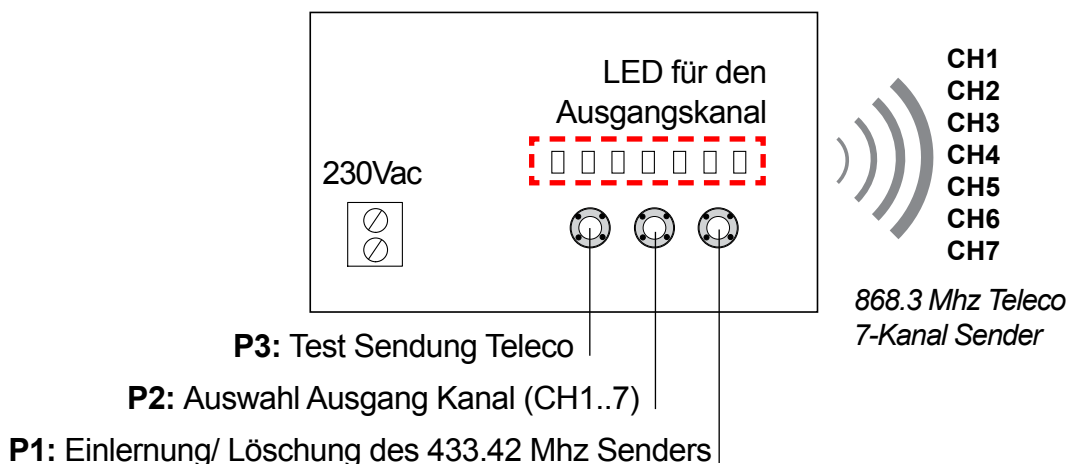 LED für den
Ausgangskanal
230Vac
CH1
CH2
CH3
CH4
CH5
CH6
CH7
868.3 Mhz Teleco
7-Kanal Sender
P3: Test Sendung Teleco
P2: Auswahl Ausgang Kanal (CH1..7)
P1: Einlernung/ Löschung des 433.42 Mhz Senders